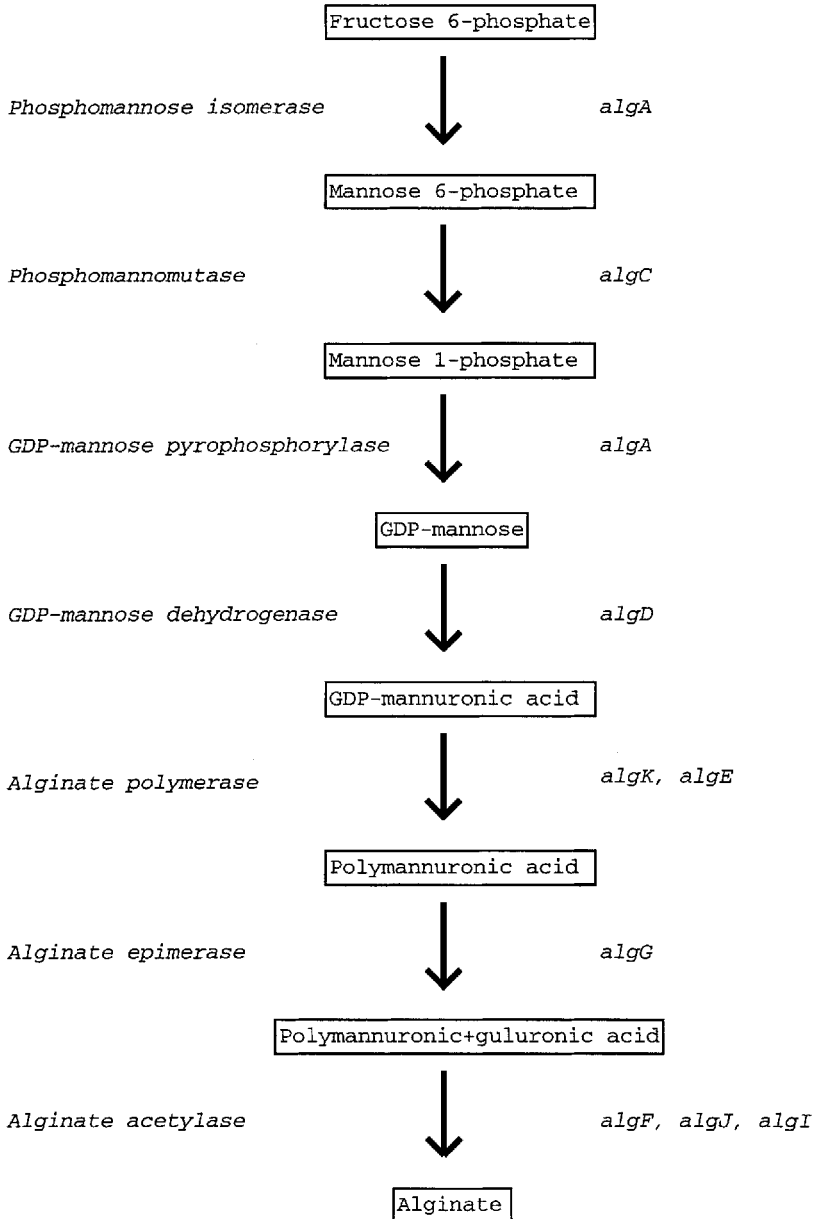 Fructose 6-phosphate
Phosphomannose isomerase
algA
Mannose 6-phosphate
Phosphomannomutase
algC
Mannose 1-phosphate
GDP-mannose pyrophosphorylase
algA
GDP-mannose
GDP-mannose dehydrogenase
algD
GDP-mannuronic acid
Alginate polymerase
algK, algE
Polymannuronic acid
Alginate epimerase
algG
Polymannuronic+guluronic acid
Alginate acetylase
algF, algJ, algI
Alginate